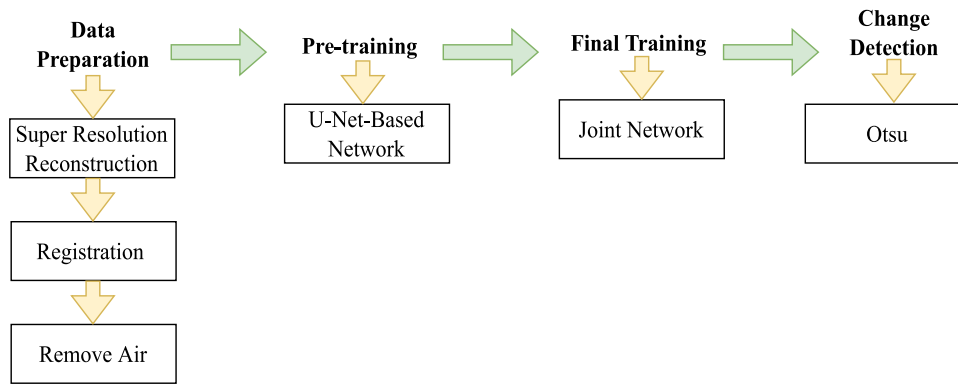 Data
Preparation
Super Resolution
Reconstruction
Registration
Remove Air
Pre-training
U-Net-Based
Network
Final Training
Joint Network
Change
Detection
Otsu